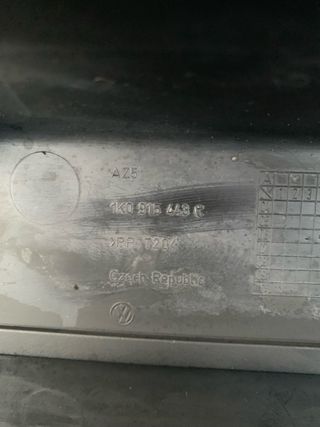 AZ5
1K0 915 443 C
>PP-T20<
Czech Republic